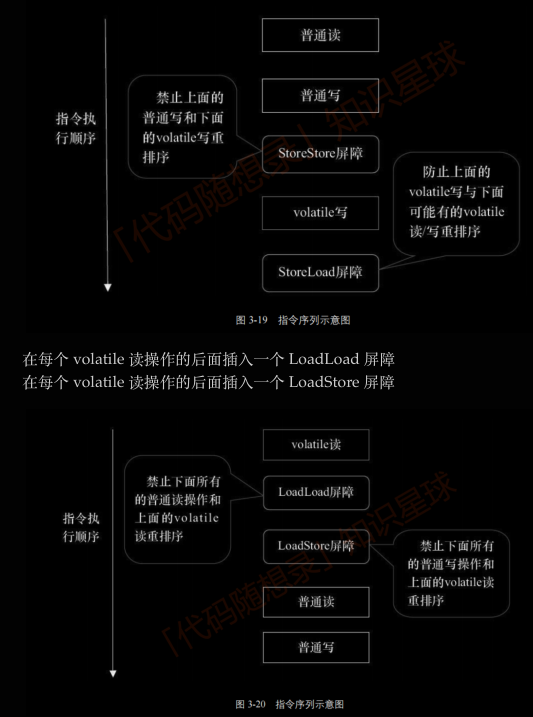 普通读
普通写
指令执
行顺序
禁止上面的
普通写和下面
的volatile写重
排序
StoreStore屏障
volatile写
防止上面的
volatile写与下面
可能有的volatile
读/写重排序
StoreLoad屏障
图 3-19 指令序列示意图
「代码随想录」知识星球
在每个 volatile 读操作的后面插入一个 LoadLoad 屏障
在每个 volatile 读操作的后面插入一个 LoadStore 屏障
volatile读
禁止下面所有
的普通读操作和
上面的volatile
读重排序
LoadLoad屏障
指令执
行顺序
LoadStore屏障
禁止下面所有
的普通写操作和
上面的volatile读
重排序
普通读
普通写
图 3-20 指令序列示意图
「代码随想录」知识星球